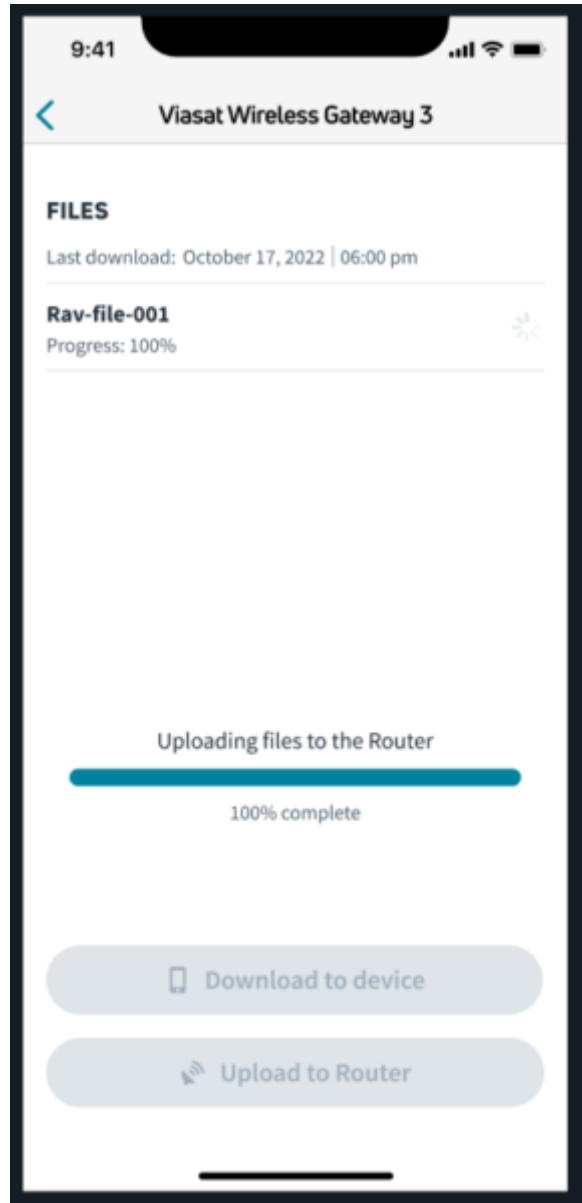 9:41
Viasat Wireless Gateway 3
FILES
Last download: October 17, 2022 | 06:00 pm
Rav-file-001
Progress: 100%
Uploading files to the Router
100% complete
Download to device
Upload to Router